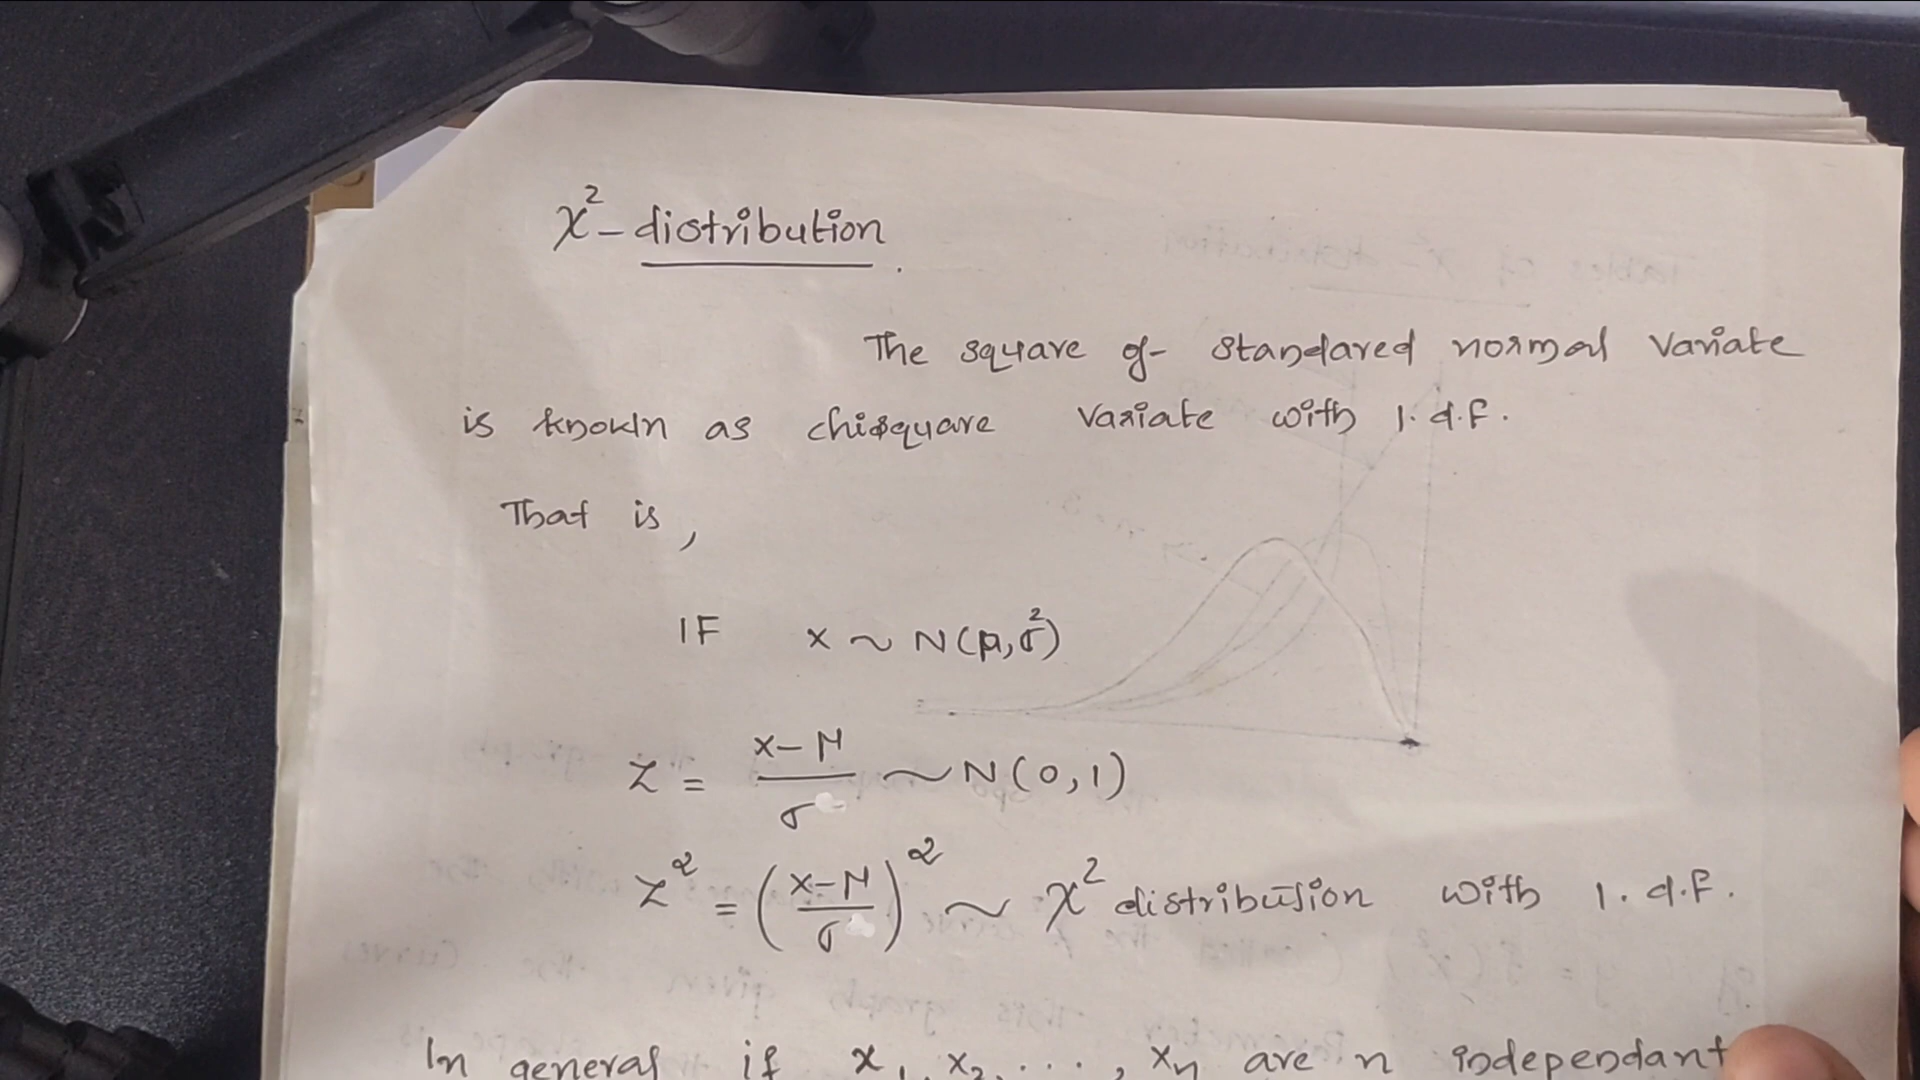 χ²-distribution.
The square of standared normal variate
is known as chisquare variate with 1.d.f.
That is,
IF x ~ N(μ,σ²)
Z = x-μ/σ ~ N(0,1)
Z² = (x-μ/σ)² ~ χ² distribution with 1.d.f.
In general if x₁, x₂, ..., xₙ are n independant